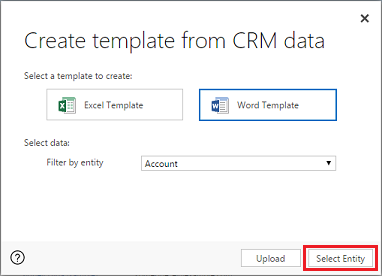 Create template from CRM data
Select a template to create:
Excel Template
Word Template
Select data:
Filter by entity
Account
Upload
Select Entity